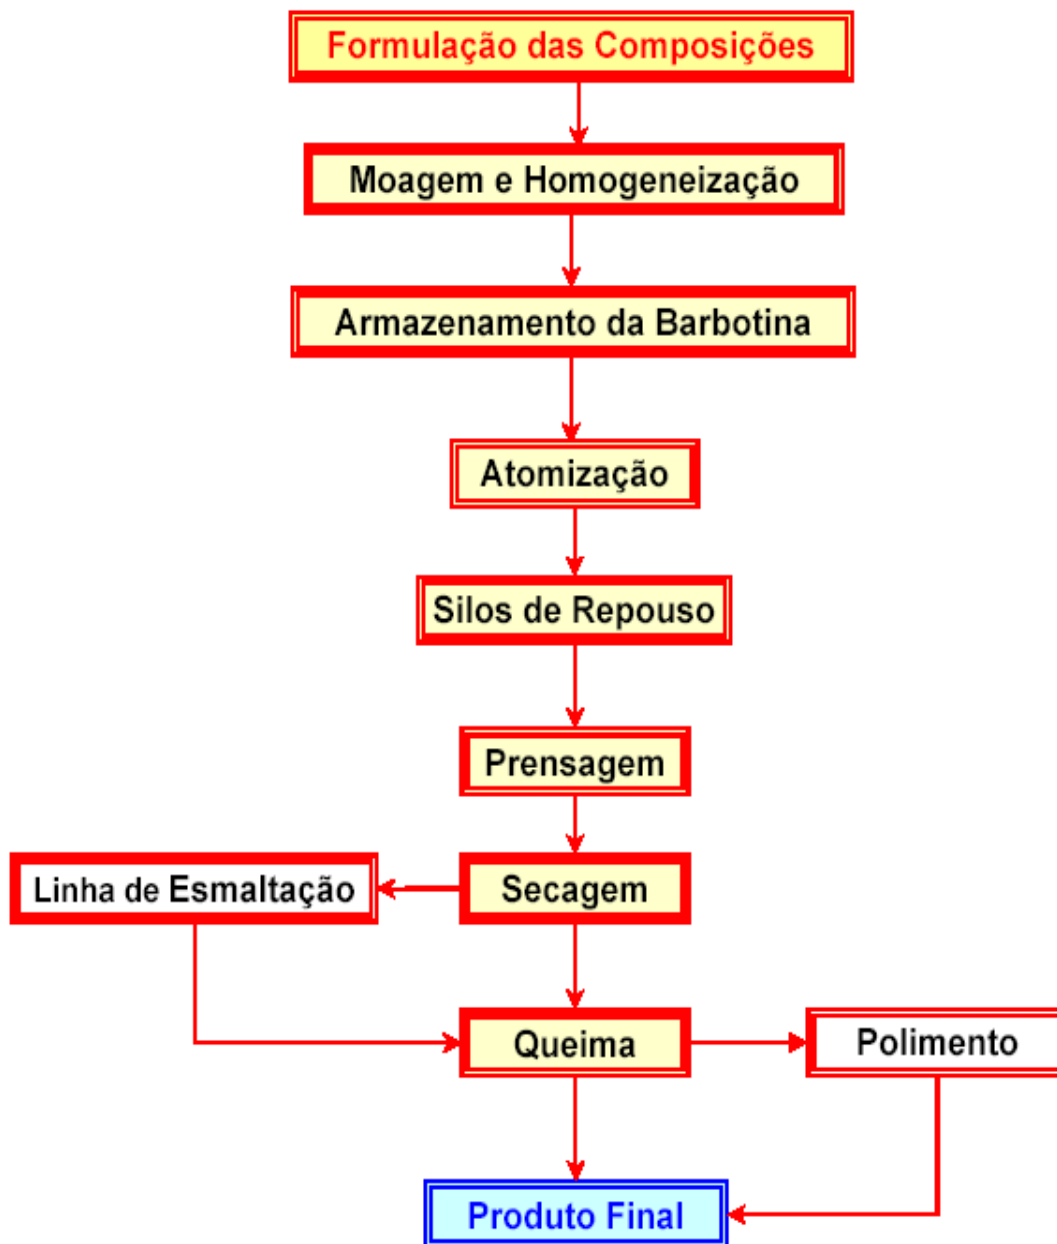 Formulação das Composições
Moagem e Homogeneização
Armazenamento da Barbotina
Atomização
Silos de Repouso
Prensagem
Linha de Esmaltação
Secagem
Queima
Polimento
Produto Final